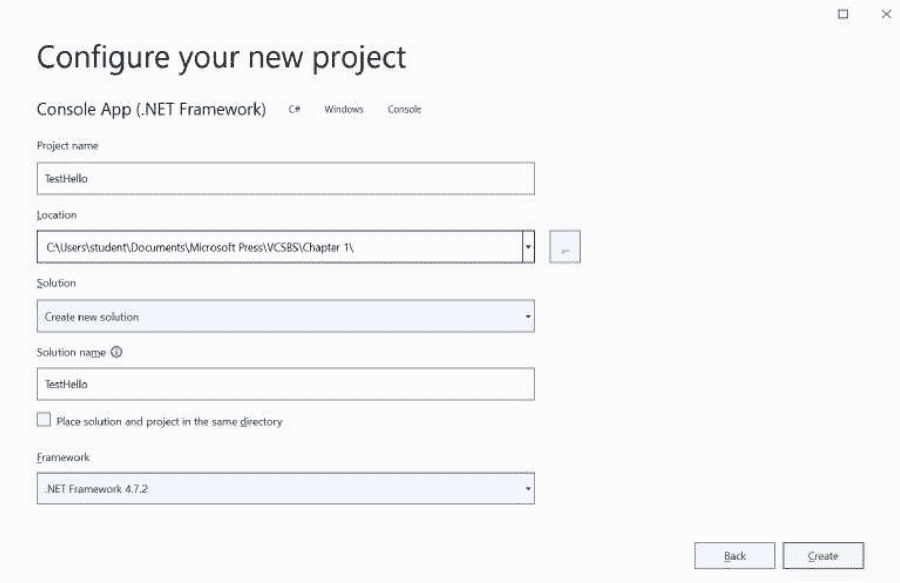 Configure your new project
Console App (.NET Framework) C# Windows Console
Project name
TestHello
Location
C:\Users\student\Documents\Microsoft Press\VCSBS\Chapter 1\
...
Solution
Create new solution
Solution name
TestHello
Place solution and project in the same directory
Framework
.NET Framework 4.7.2
Back Create